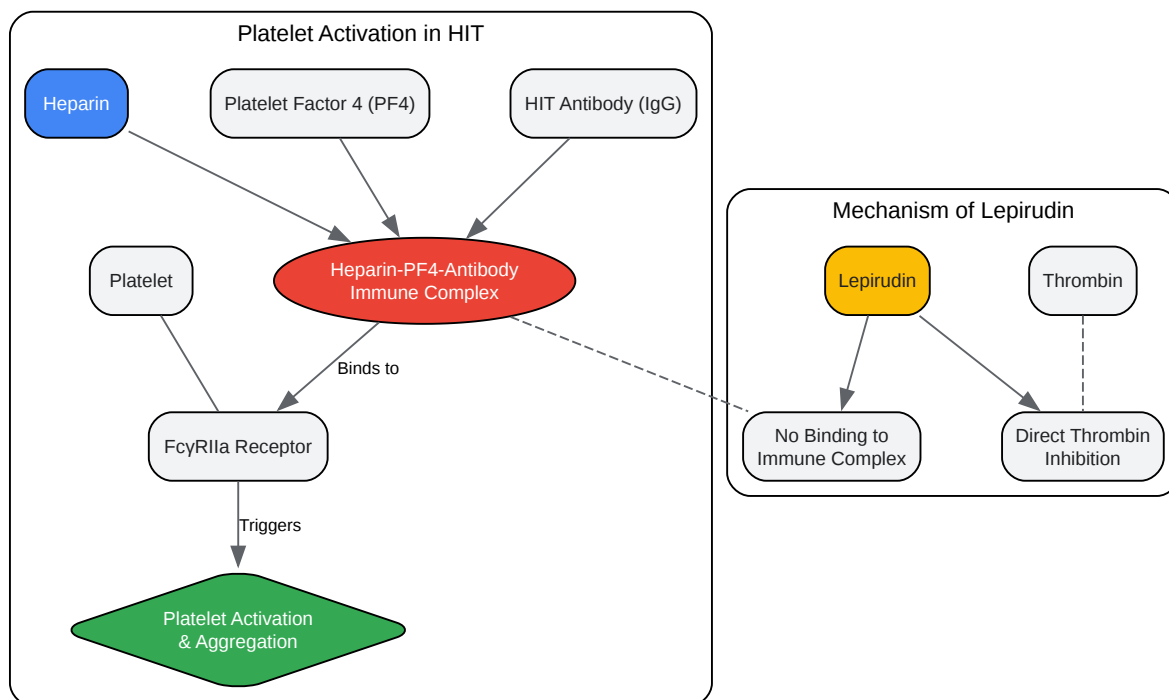 Platelet Activation in HIT
Heparin
Platelet Factor 4 (PF4)
HIT Antibody (IgG)
Platelet
Heparin-PF4-Antibody
Immune Complex
Binds to
FcγRIIa Receptor
Triggers
Platelet Activation
& Aggregation
Mechanism of Lepirudin
Lepirudin
Thrombin
No Binding to
Immune Complex
Direct Thrombin
Inhibition